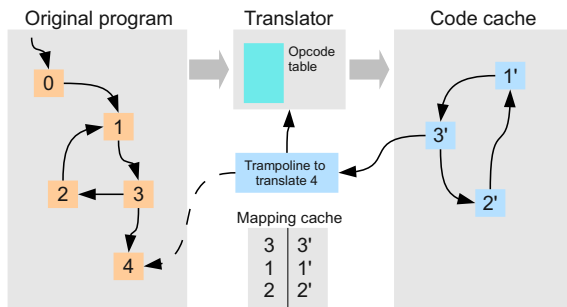 Original program
Translator
Code cache
Opcode
table
0
1
2
3
4
1'
3'
2'
Trampoline to
translate 4
Mapping cache
3 3'
1 1'
2 2'